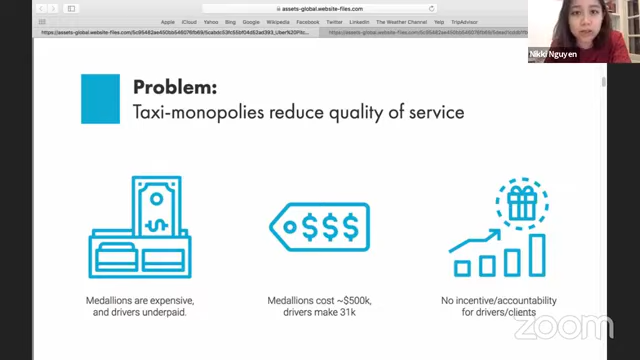 assets-global.website-files.com
Apple iCloud Yahoo Bing Google Wikipedia Facebook Twitter LinkedIn The Weather Channel Yelp TripAdvisor
Nikki Nguyen
Problem:
Taxi-monopolies reduce quality of service
$ $$$
Medallions are expensive,
and drivers underpaid.
Medallions cost ~$500k,
drivers make 31k
No incentive/accountability
for drivers/clients
zoom